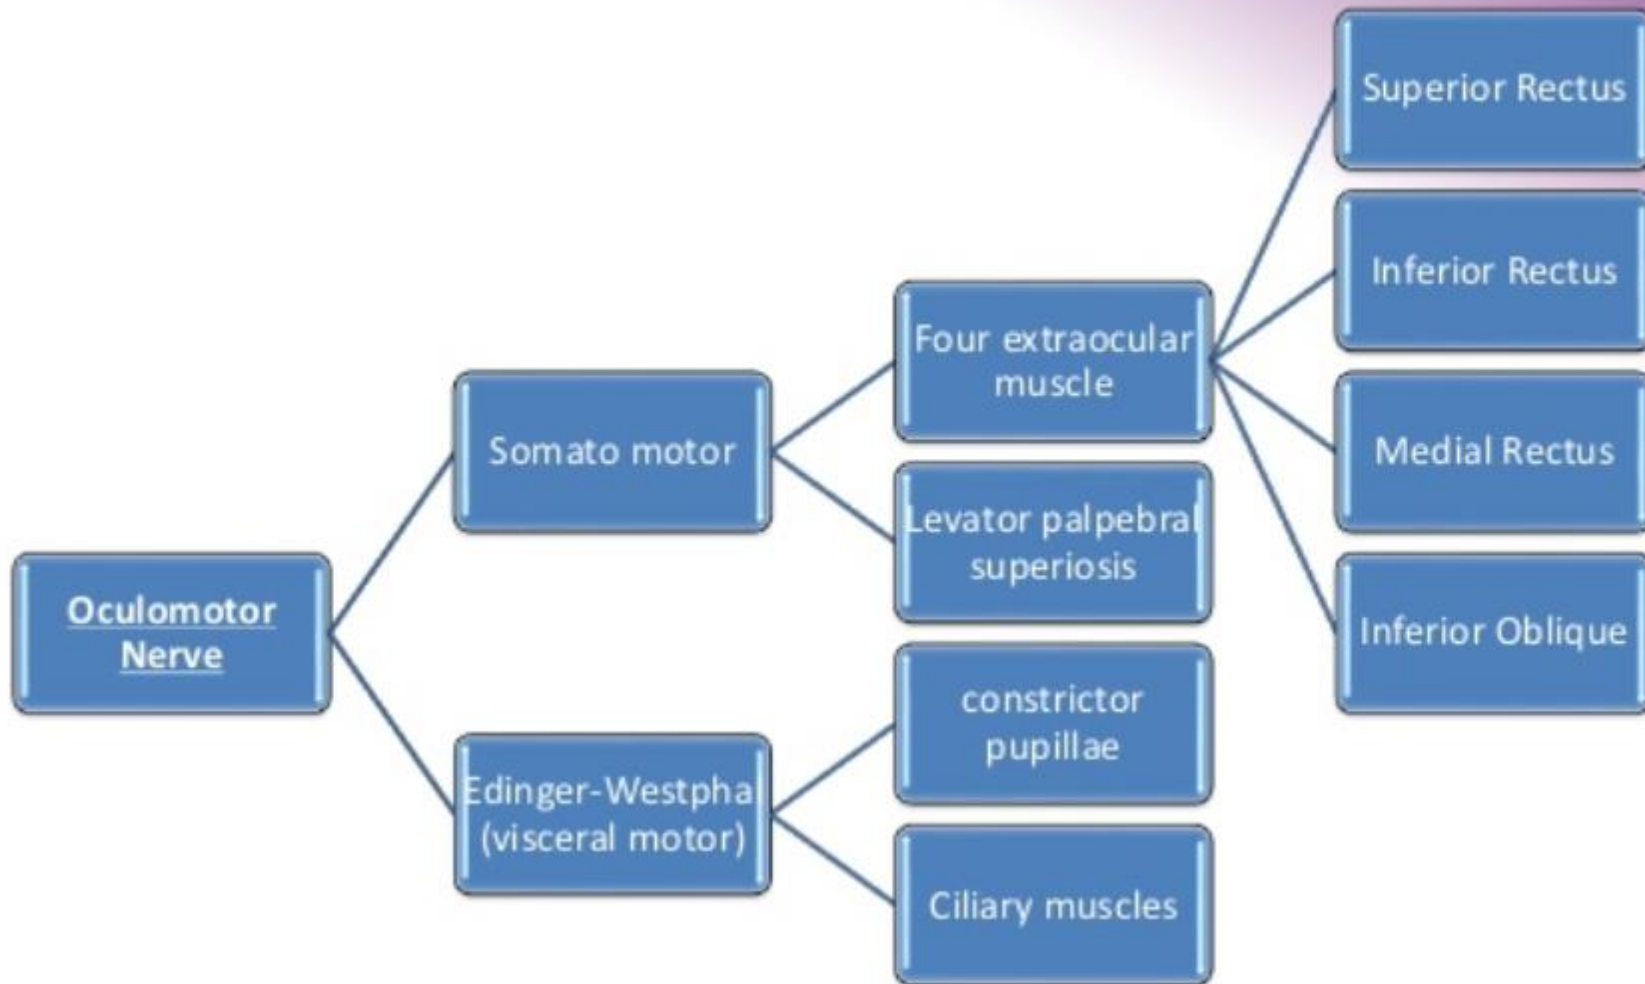 Oculomotor
Nerve
Somato motor
Edinger-Westpha
(visceral motor)
Four extraocular
muscle
Levator palpebral
superiosis
constrictor
pupillae
Ciliary muscles
Superior Rectus
Inferior Rectus
Medial Rectus
Inferior Oblique